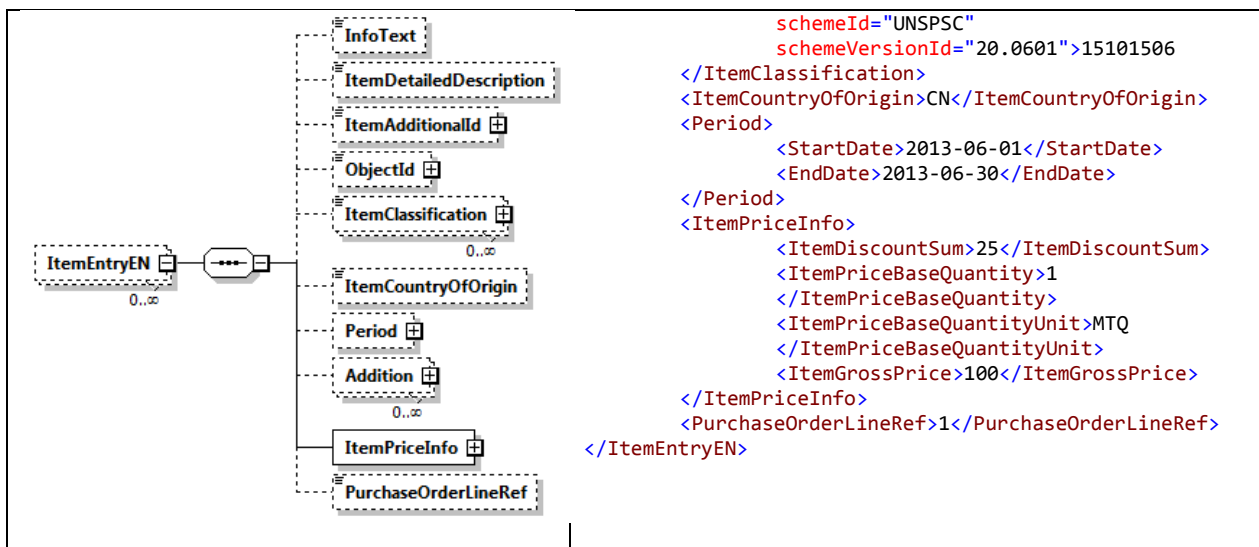 InfoText
ItemDetailedDescription
ItemAdditionalId
ObjectId
ItemClassification
0..∞
ItemEntryEN
0..∞
ItemCountryOfOrigin
Period
Addition
0..∞
ItemPriceInfo
PurchaseOrderLineRef
schemeId="UNSPSC"
schemeVersionId="20.0601">15101506
</ItemClassification>
<ItemCountryOfOrigin>CN</ItemCountryOfOrigin>
<Period>
<StartDate>2013-06-01</StartDate>
<EndDate>2013-06-30</EndDate>
</Period>
<ItemPriceInfo>
<ItemDiscountSum>25</ItemDiscountSum>
<ItemPriceBaseQuantity>1
</ItemPriceBaseQuantity>
<ItemPriceBaseQuantityUnit>MTQ
</ItemPriceBaseQuantityUnit>
<ItemGrossPrice>100</ItemGrossPrice>
</ItemPriceInfo>
<PurchaseOrderLineRef>1</PurchaseOrderLineRef>
</ItemEntryEN>